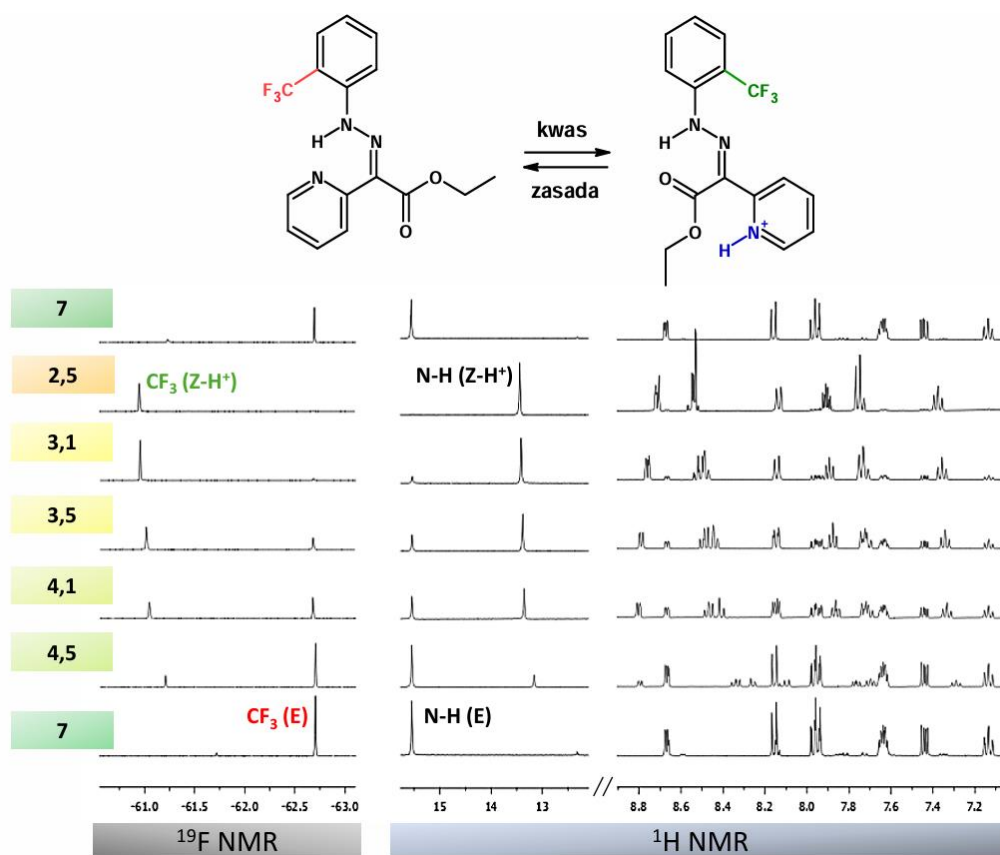 F₃C
N
H
N
N
O
O
kwas
zasada
CF₃
N
H
N
O
O
N⁺
H
7
2,5
CF₃ (Z-H⁺)
N-H (Z-H⁺)
3,1
3,5
4,1
4,5
7
CF₃ (E)
N-H (E)
-61.0 -61.5 -62.0 -62.5 -63.0
15 14 13
8.8 8.6 8.4 8.2 8.0 7.8 7.6 7.4 7.2
¹⁹F NMR
¹H NMR